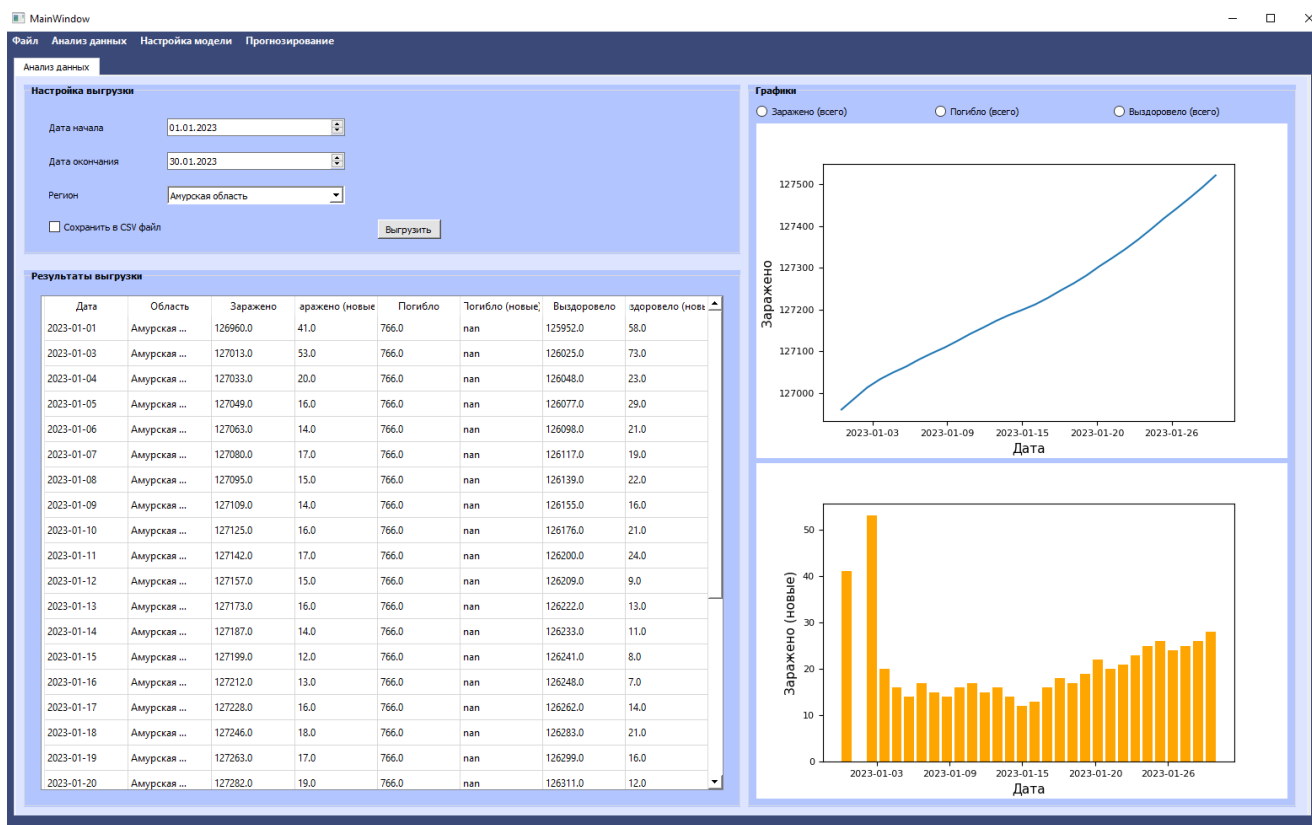 MainWindow
Файл Анализ данных Настройка модели Прогнозирование
Анализ данных
Настройка выгрузки
Дата начала 01.01.2023
Дата окончания 30.01.2023
Регион Амурская область
Сохранить в CSV файл Выгрузить
Результаты выгрузки
Дата Область Заражено аражено (новые Погибло Погибло (новые) Выздоровело здоровело (новы
2023-01-01 Амурская ... 126960.0 41.0 766.0 nan 125952.0 58.0
2023-01-03 Амурская ... 127013.0 53.0 766.0 nan 126025.0 73.0
2023-01-04 Амурская ... 127033.0 20.0 766.0 nan 126048.0 23.0
2023-01-05 Амурская ... 127049.0 16.0 766.0 nan 126077.0 29.0
2023-01-06 Амурская ... 127063.0 14.0 766.0 nan 126098.0 21.0
2023-01-07 Амурская ... 127080.0 17.0 766.0 nan 126117.0 19.0
2023-01-08 Амурская ... 127095.0 15.0 766.0 nan 126139.0 22.0
2023-01-09 Амурская ... 127109.0 14.0 766.0 nan 126155.0 16.0
2023-01-10 Амурская ... 127125.0 16.0 766.0 nan 126176.0 21.0
2023-01-11 Амурская ... 127142.0 17.0 766.0 nan 126200.0 24.0
2023-01-12 Амурская ... 127157.0 15.0 766.0 nan 126209.0 9.0
2023-01-13 Амурская ... 127173.0 16.0 766.0 nan 126222.0 13.0
2023-01-14 Амурская ... 127187.0 14.0 766.0 nan 126233.0 11.0
2023-01-15 Амурская ... 127199.0 12.0 766.0 nan 126241.0 8.0
2023-01-16 Амурская ... 127212.0 13.0 766.0 nan 126248.0 7.0
2023-01-17 Амурская ... 127228.0 16.0 766.0 nan 126262.0 14.0
2023-01-18 Амурская ... 127246.0 18.0 766.0 nan 126283.0 21.0
2023-01-19 Амурская ... 127263.0 17.0 766.0 nan 126299.0 16.0
2023-01-20 Амурская ... 127282.0 19.0 766.0 nan 126311.0 12.0
Графики
Заражено (всего) Погибло (всего) Выздоровело (всего)
127500
127400
127300
127200
127100
127000
Заражено
2023-01-03 2023-01-09 2023-01-15 2023-01-20 2023-01-26
Дата
50
40
30
20
10
0
Заражено (новые)
2023-01-03 2023-01-09 2023-01-15 2023-01-20 2023-01-26
Дата